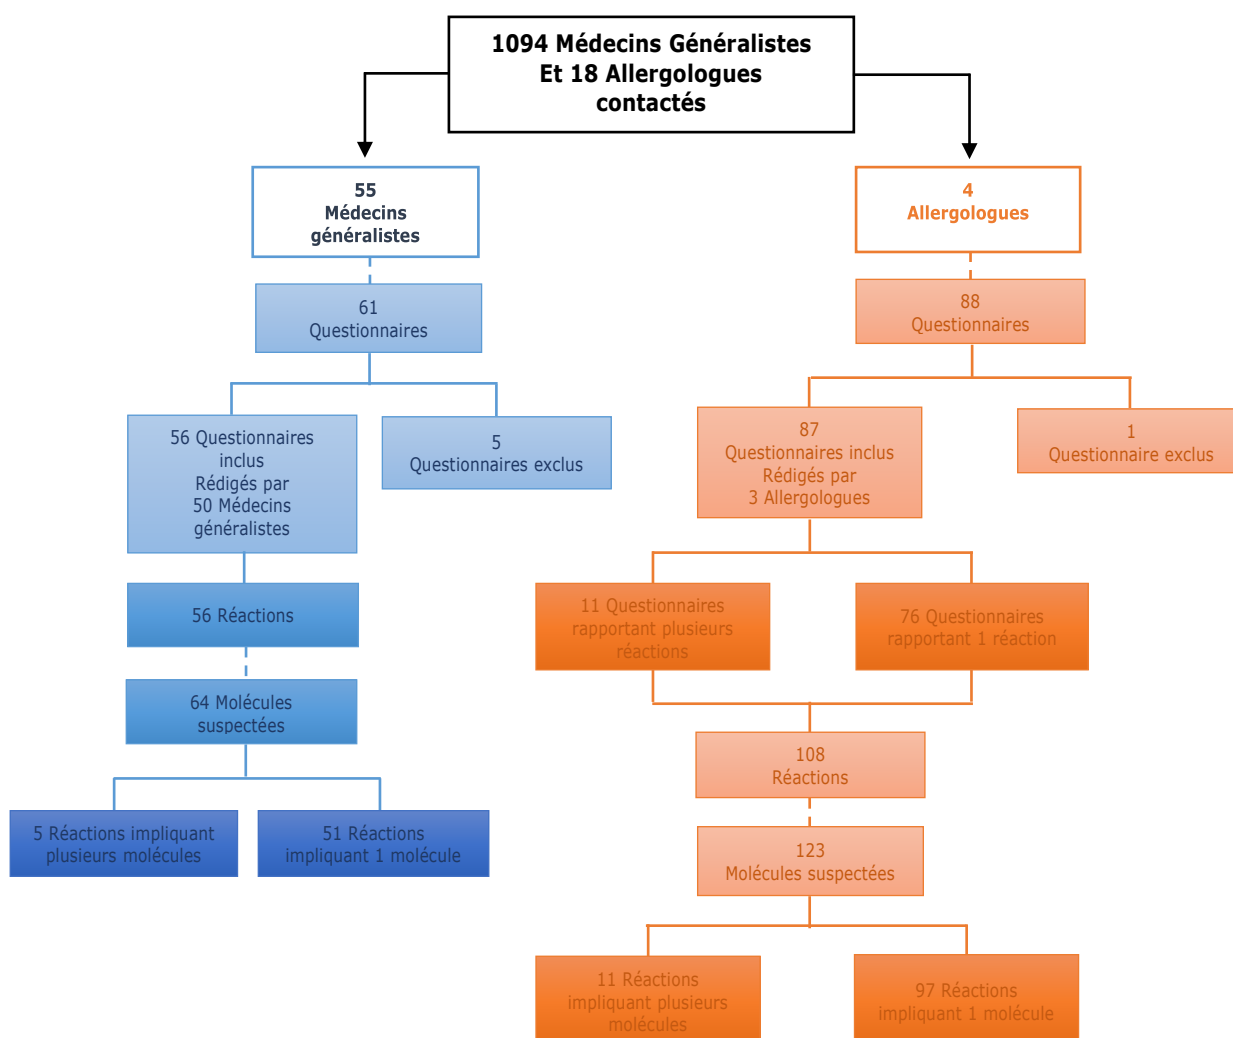 1094 Médecins Généralistes
Et 18 Allergologues
contactés
55
Médecins
généralistes
4
Allergologues
61
Questionnaires
88
Questionnaires
56 Questionnaires
inclus
Rédigés par
50 Médecins
généralistes
5
Questionnaires exclus
87
Questionnaires inclus
Rédigés par
3 Allergologues
1
Questionnaire exclus
56 Réactions
11 Questionnaires
rapportant plusieurs
réactions
76 Questionnaires
rapportant 1 réaction
64 Molécules
suspectées
108
Réactions
5 Réactions impliquant
plusieurs molécules
51 Réactions
impliquant 1 molécule
123
Molécules suspectées
11 Réactions
impliquant plusieurs
molécules
97 Réactions
impliquant 1 molécule